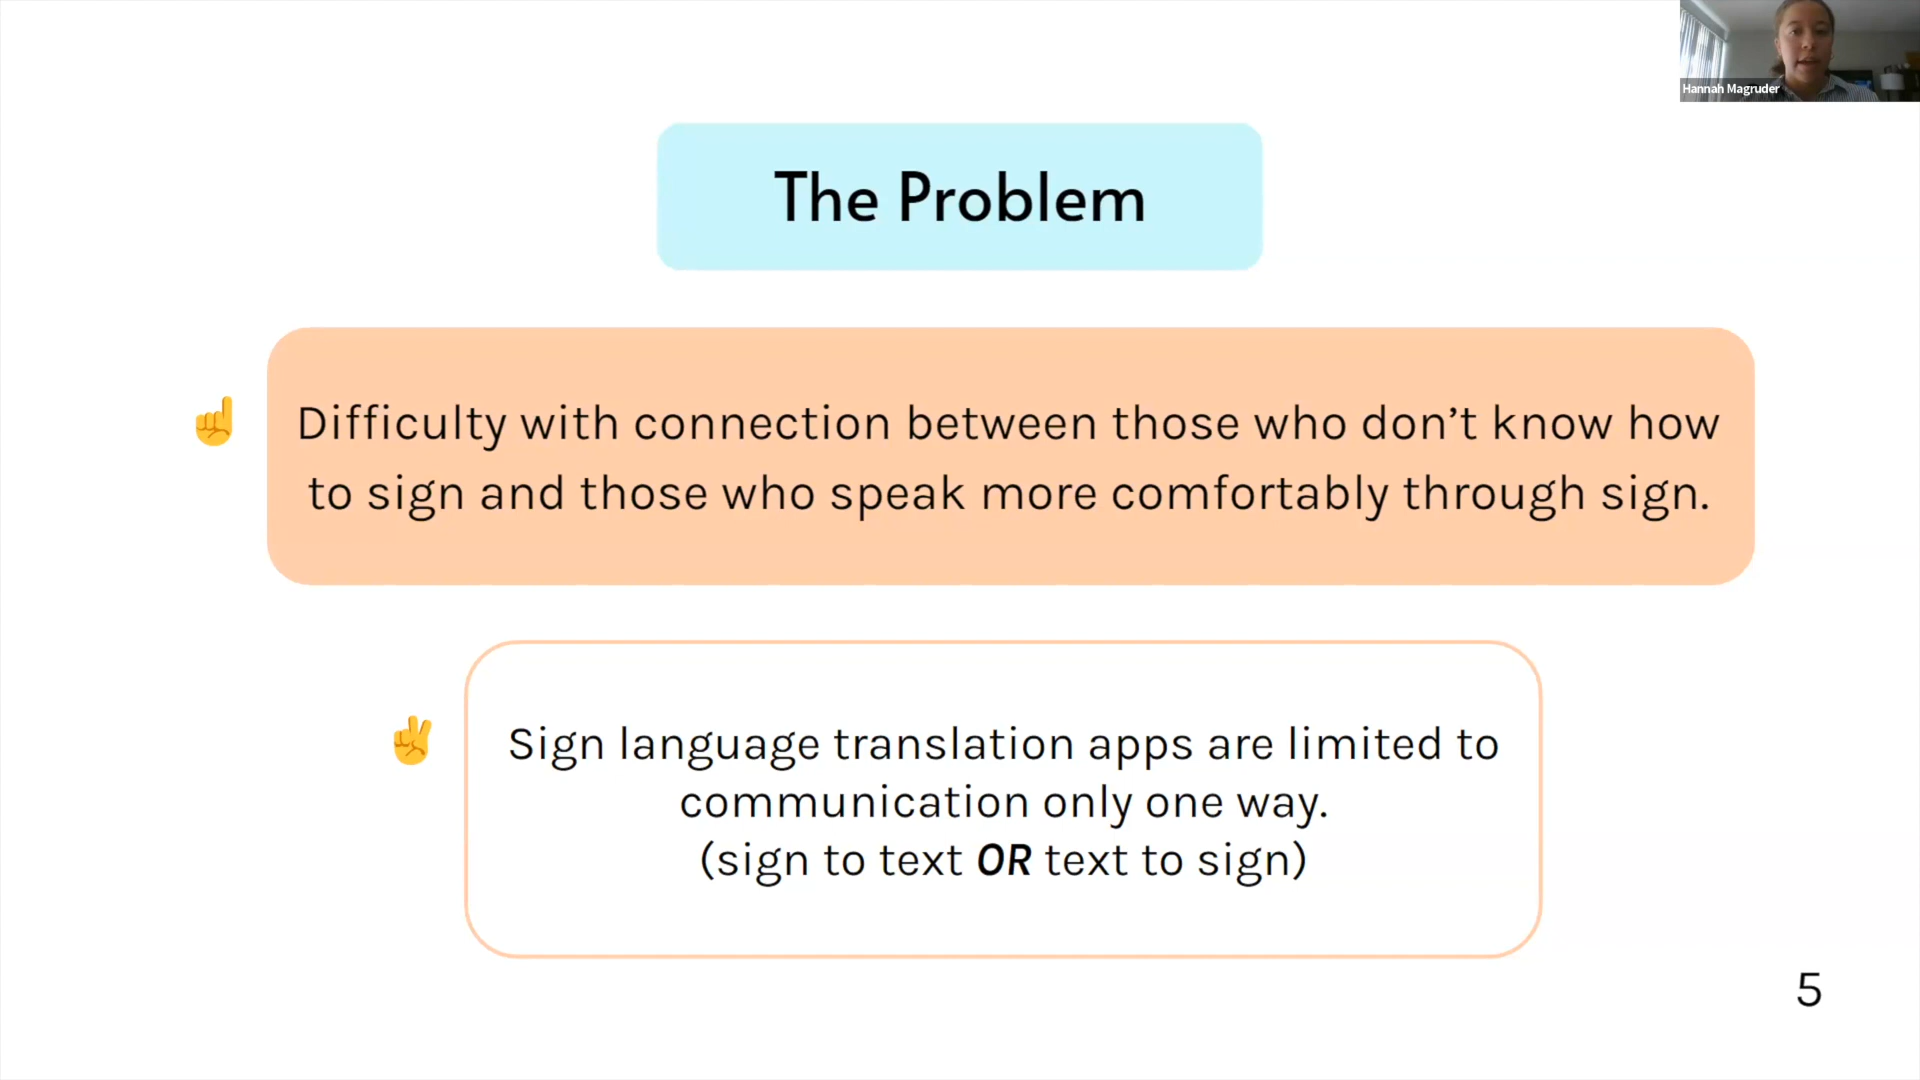 Hannah Magruder
The Problem
Difficulty with connection between those who don’t know how
to sign and those who speak more comfortably through sign.
Sign language translation apps are limited to
communication only one way.
(sign to text OR text to sign)
5